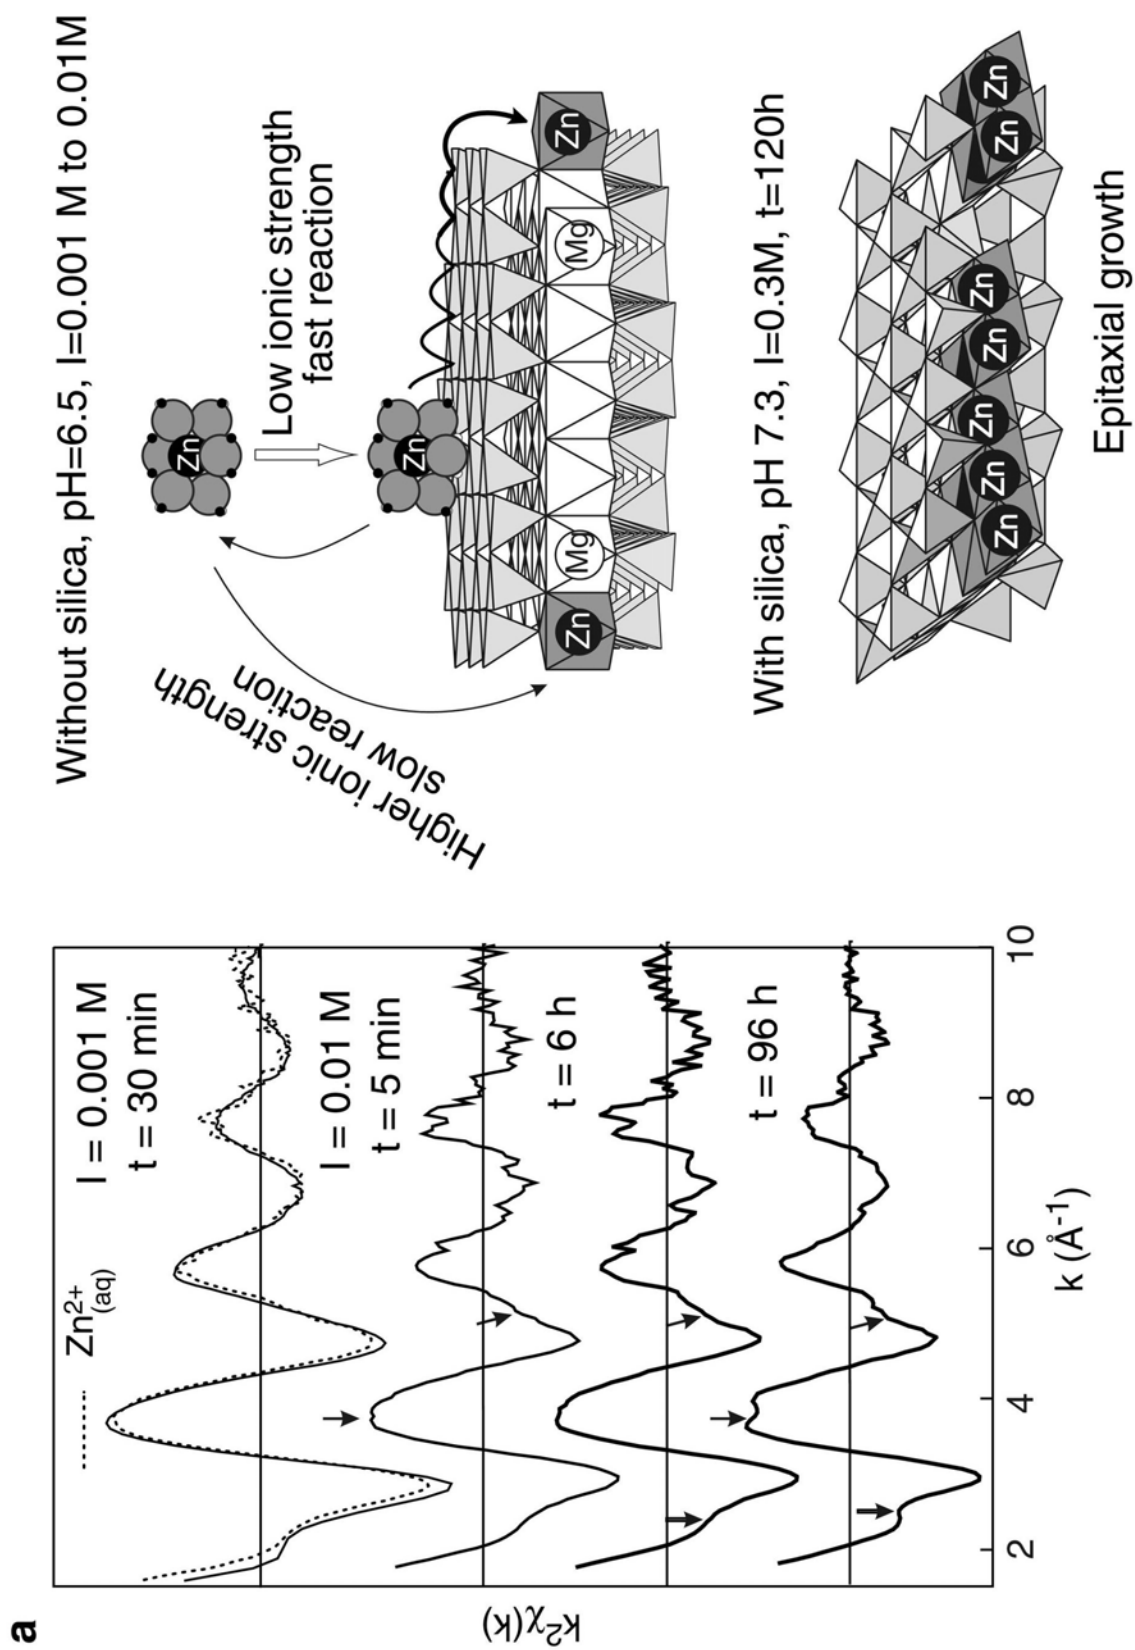 a
k²χ(k)
Zn²⁺(aq)
I = 0.001 M
t = 30 min
I = 0.01 M
t = 5 min
t = 6 h
t = 96 h
2
4
6
8
10
k (Å⁻¹)
Without silica, pH=6.5, I=0.001 M to 0.01M
Zn
Low ionic strength
fast reaction
Zn
Higher ionic strength
slow reaction
Zn
Mg
Mg
Zn
With silica, pH 7.3, I=0.3M, t=120h
Zn
Zn
Zn
Zn
Zn
Zn
Zn
Epitaxial growth